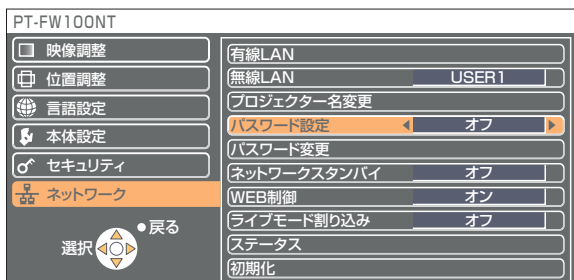 PT-FW100NT
映像調整
位置調整
言語設定
本体設定
セキュリティ
ネットワーク
●戻る
選択
有線LAN
無線LAN USER1
プロジェクター名変更
パスワード設定 オフ
パスワード変更
ネットワークスタンバイ オフ
WEB制御 オン
ライブモード割り込み オフ
ステータス
初期化